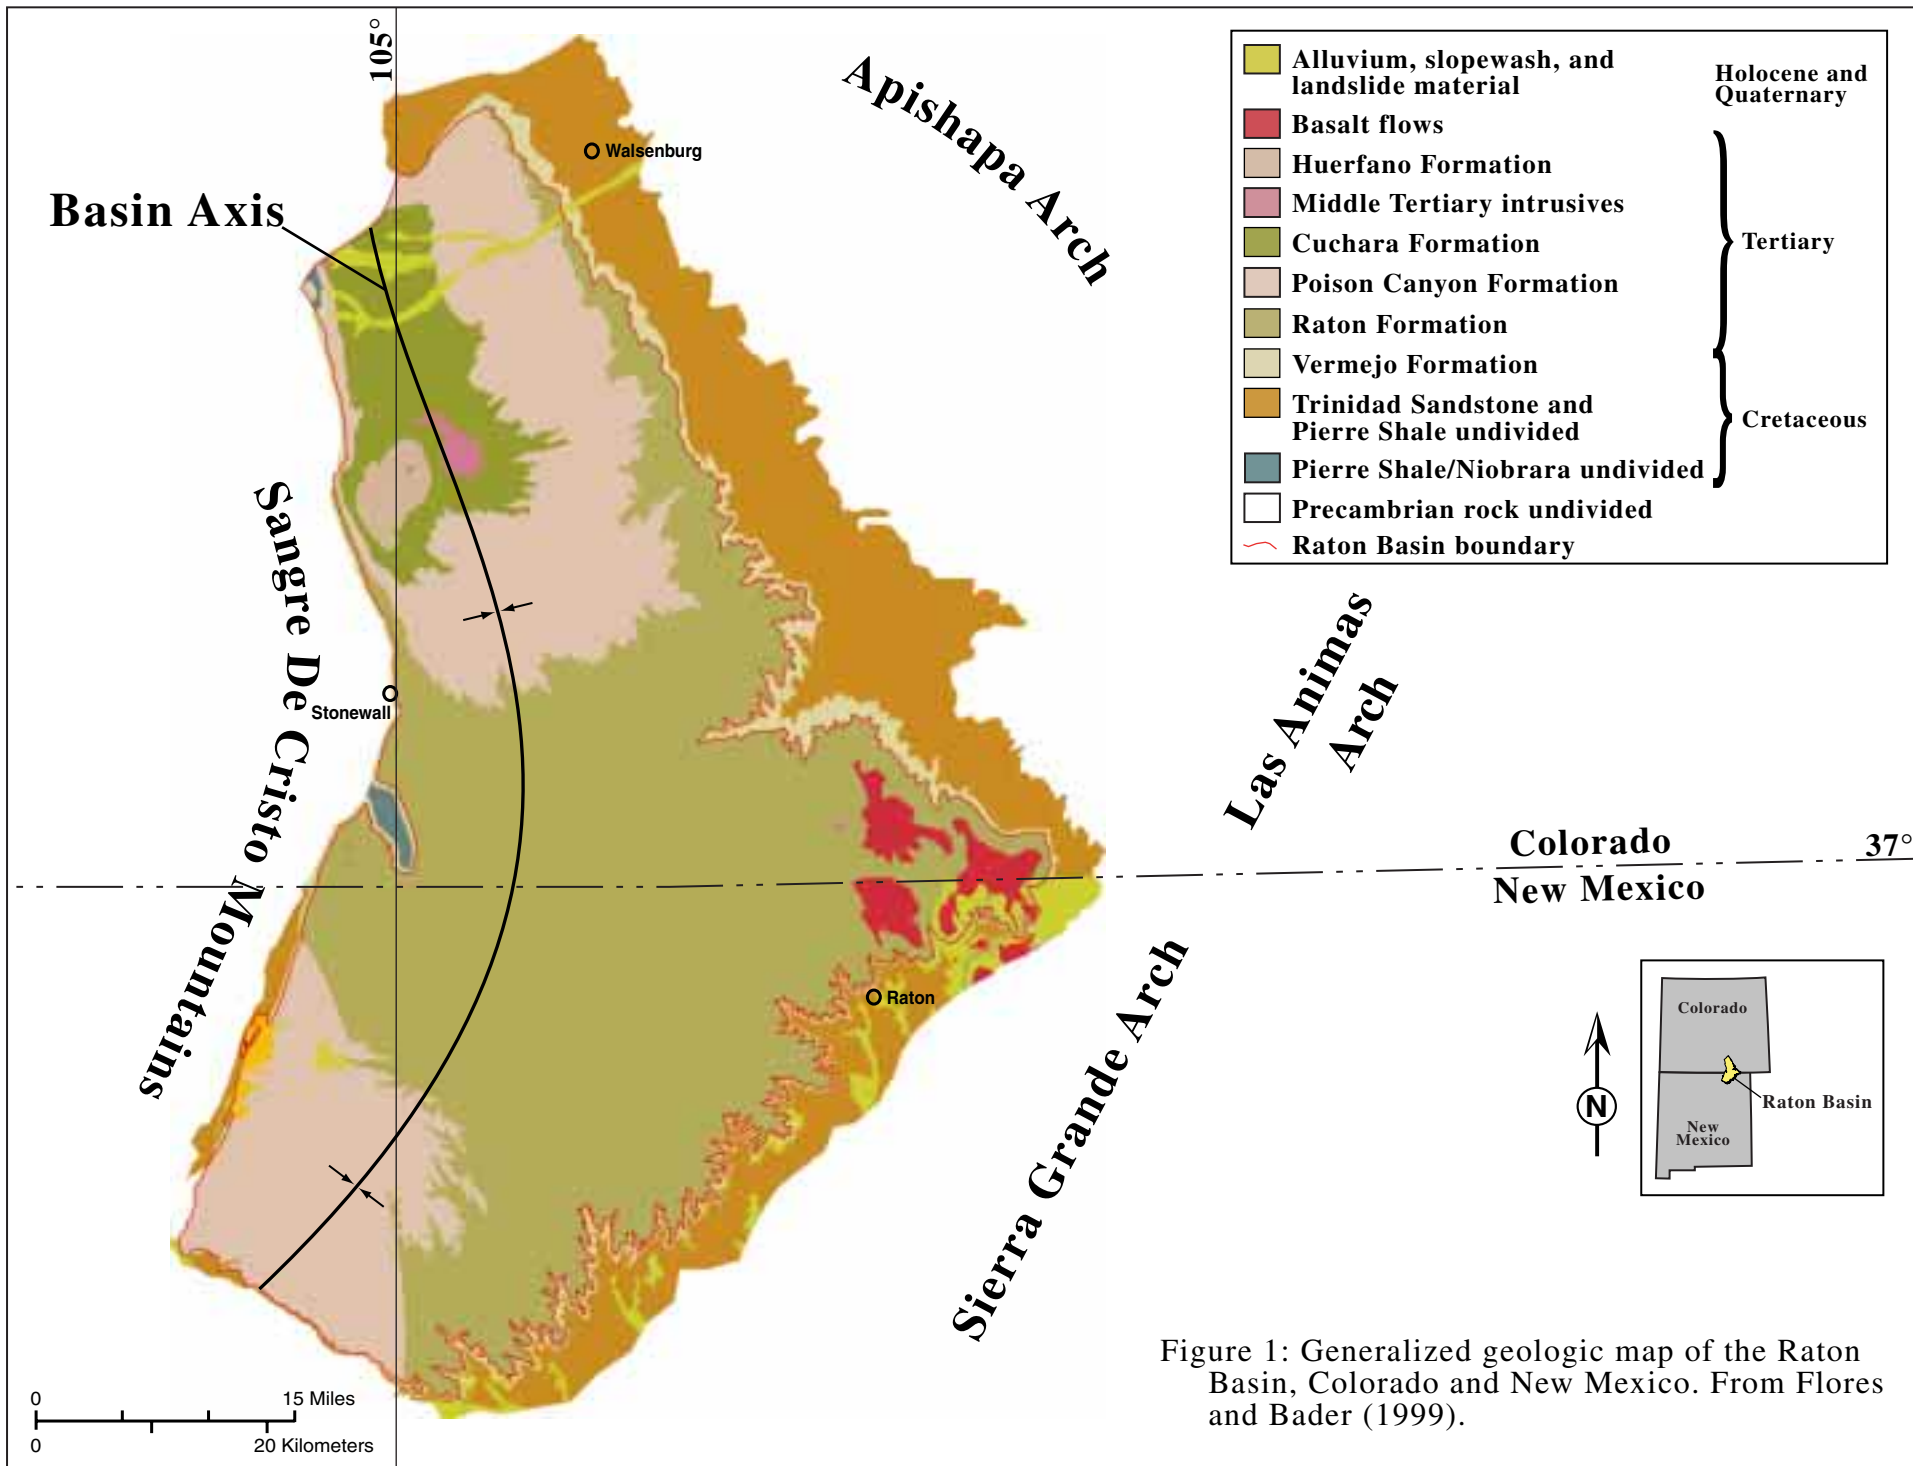 105°
Apishapa Arch
Walsenburg
Basin Axis
Alluvium, slopewash, and
landslide material
Holocene and
Quaternary
Basalt flows
Huerfano Formation
Middle Tertiary intrusives
Cuchara Formation
Tertiary
Poison Canyon Formation
Raton Formation
Vermejo Formation
Trinidad Sandstone and
Pierre Shale undivided
Cretaceous
Pierre Shale/Niobrara undivided
Precambrian rock undivided
Raton Basin boundary
Sangre De Cristo Mountains
Stonewall
Las Animas
Arch
Colorado
37°
New Mexico
Raton
Sierra Grande Arch
Colorado
Raton Basin
New
Mexico
N
0
15 Miles
0
20 Kilometers
Figure 1: Generalized geologic map of the Raton
Basin, Colorado and New Mexico. From Flores
and Bader (1999).